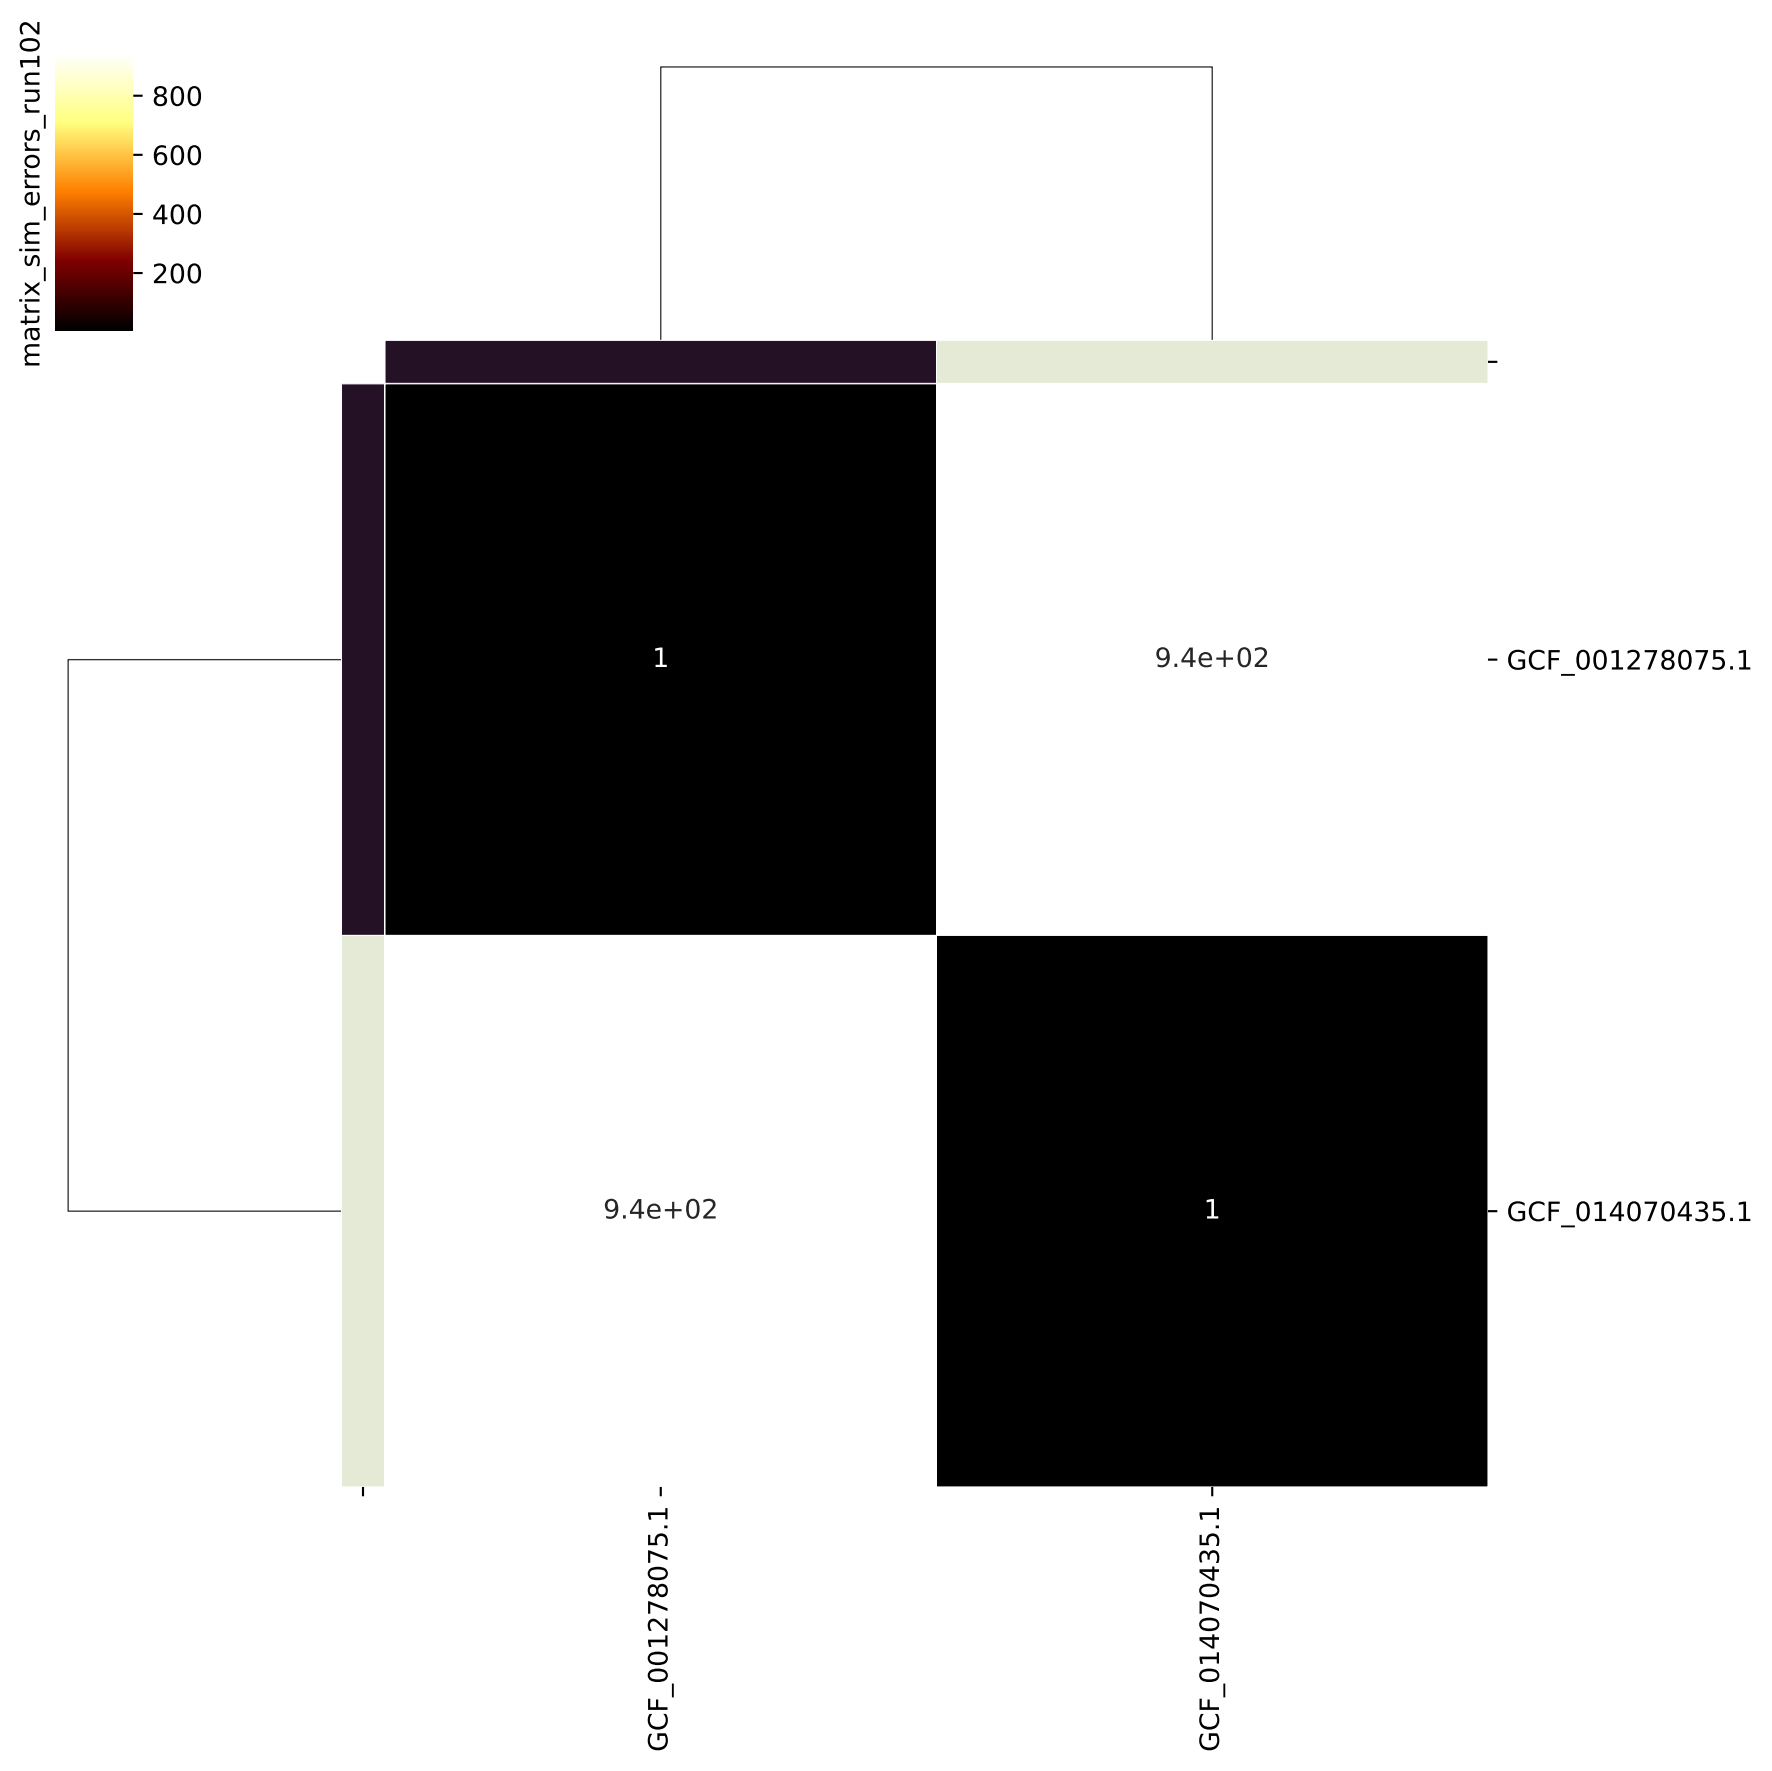 matrix_sim_errors_run102
800
600
400
200
1
9.4e+02
GCF_001278075.1
9.4e+02
1
GCF_014070435.1
GCF_001278075.1
GCF_014070435.1